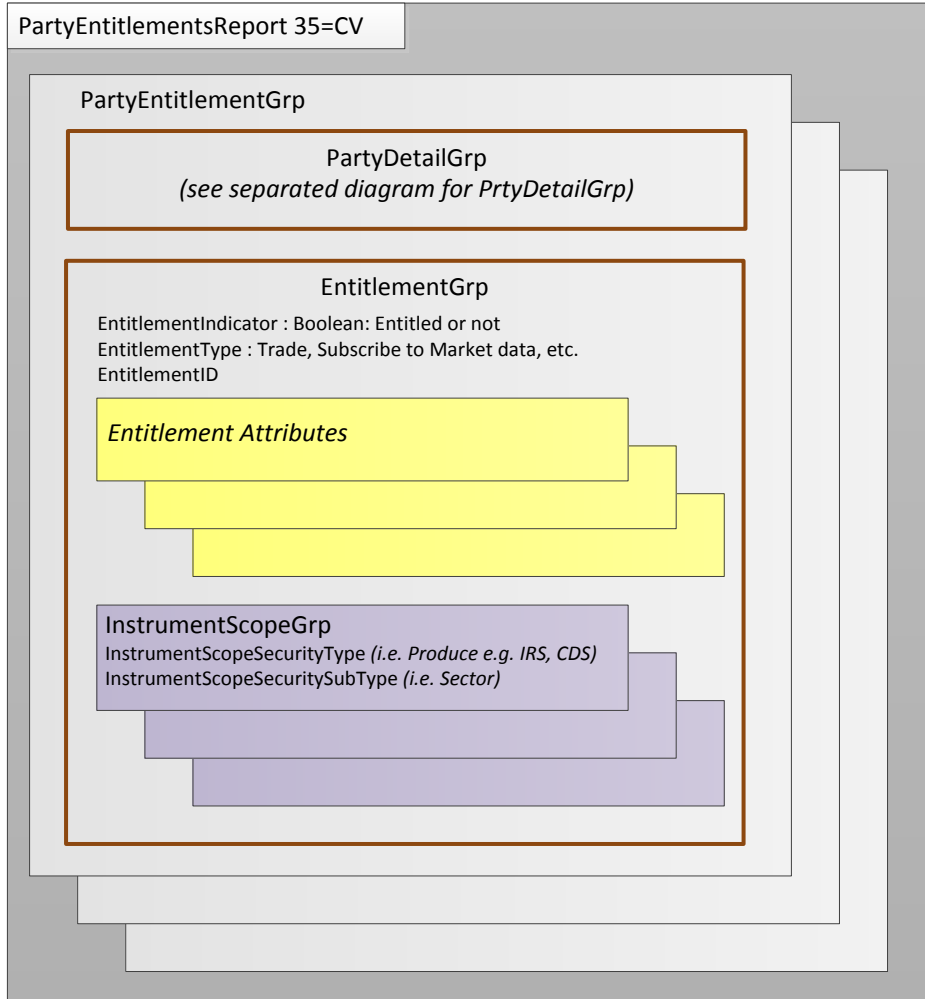 PartyEntitlementsReport 35=CV
PartyEntitlementGrp
PartyDetailGrp
(see separated diagram for PrtyDetailGrp)
EntitlementGrp
EntitlementIndicator : Boolean: Entitled or not
EntitlementType : Trade, Subscribe to Market data, etc.
EntitlementID
Entitlement Attributes
InstrumentScopeGrp
InstrumentScopeSecurityType (i.e. Produce e.g. IRS, CDS)
InstrumentScopeSecuritySubType (i.e. Sector)